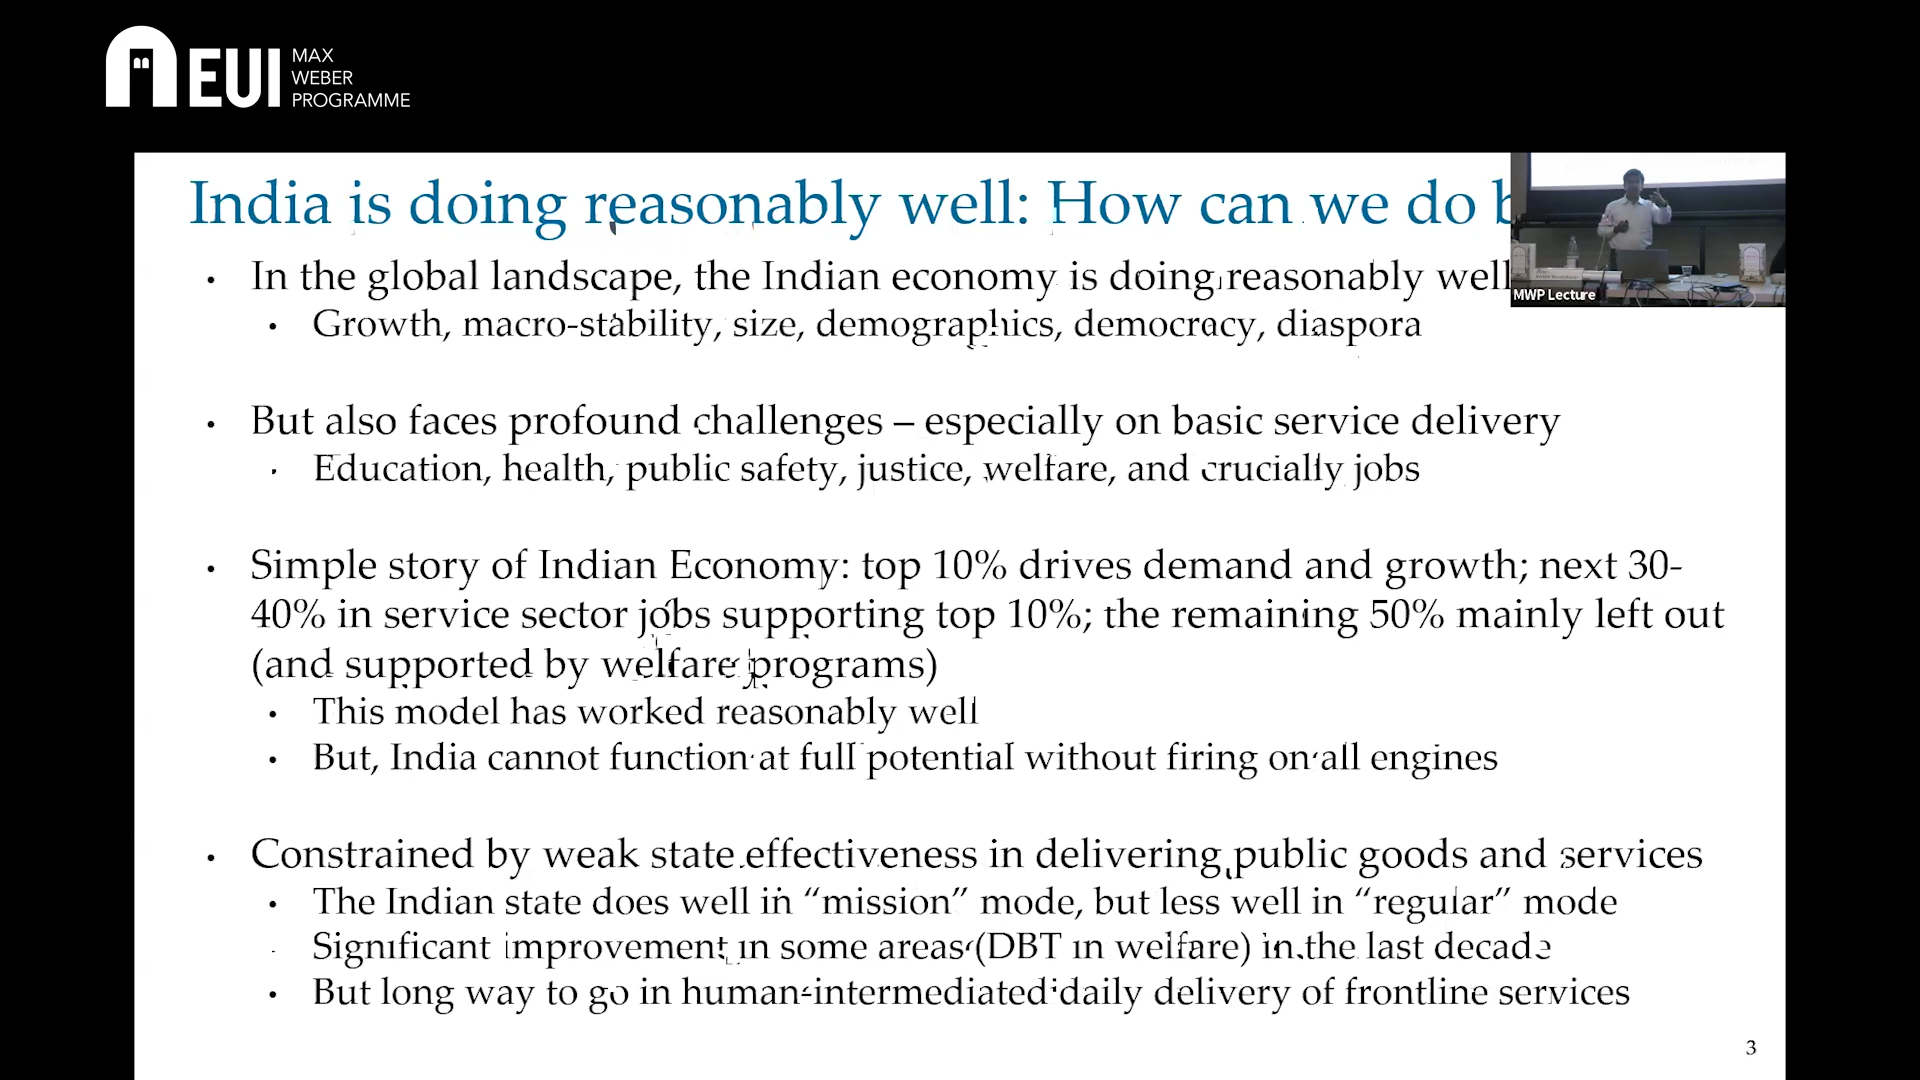 EUI
MAX
WEBER
PROGRAMME
India is doing reasonably well: How can we do
In the global landscape, the Indian economy is doing reasonably well
MWP Lecture
• Growth, macro-stability, size, demographics, democracy, diaspora
• But also faces profound challenges – especially on basic service delivery
• Education, health, public safety, justice, welfare, and crucially jobs
• Simple story of Indian Economy: top 10% drives demand and growth; next 30-
40% in service sector jobs supporting top 10%; the remaining 50% mainly left out
(and supported by welfare programs)
• This model has worked reasonably well
• But, India cannot function at full potential without firing on all engines
• Constrained by weak state effectiveness in delivering public goods and services
• The Indian state does well in “mission” mode, but less well in “regular” mode
• Significant improvement in some areas (DBT in welfare) in the last decade
• But long way to go in human-intermediated daily delivery of frontline services
3